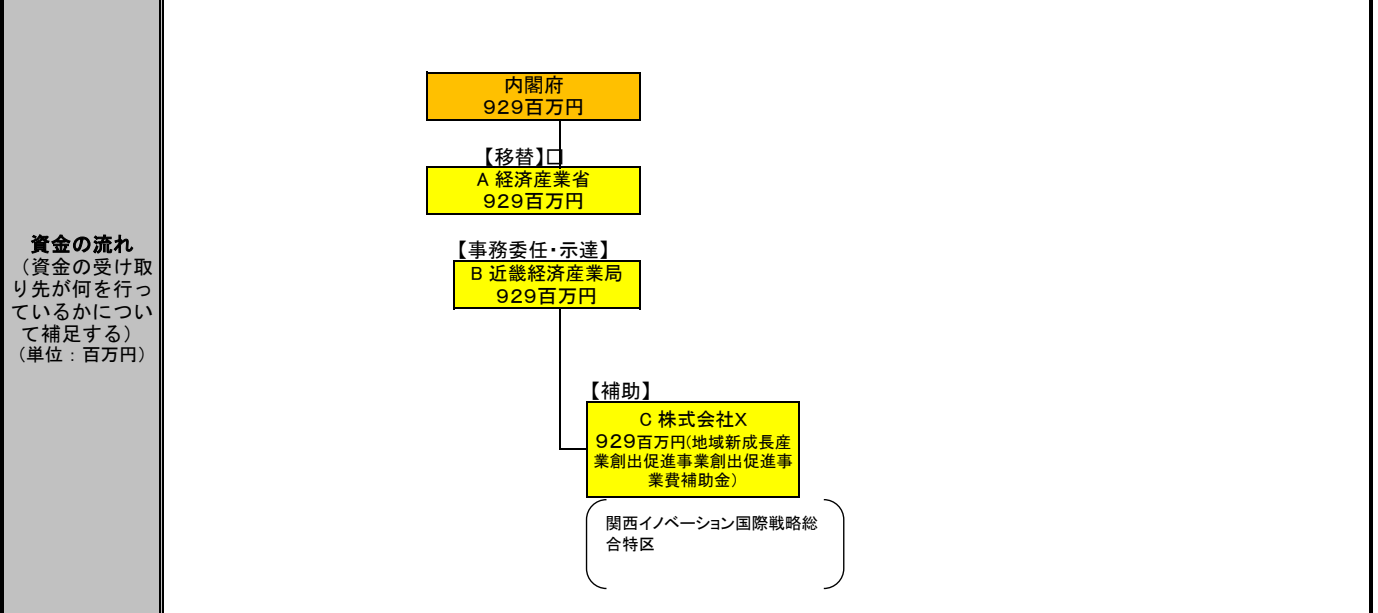 資金の流れ
（資金の受け取
り先が何を行っ
ているかについ
て補足する）
（単位：百万円）
内閣府
929百万円
【移替】□
A 経済産業省
929百万円
【事務委任・示達】
B 近畿経済産業局
929百万円
【補助】
C 株式会社X
929百万円(地域新成長産
業創出促進事業創出促進事
業費補助金）
関西イノベーション国際戦略総
合特区